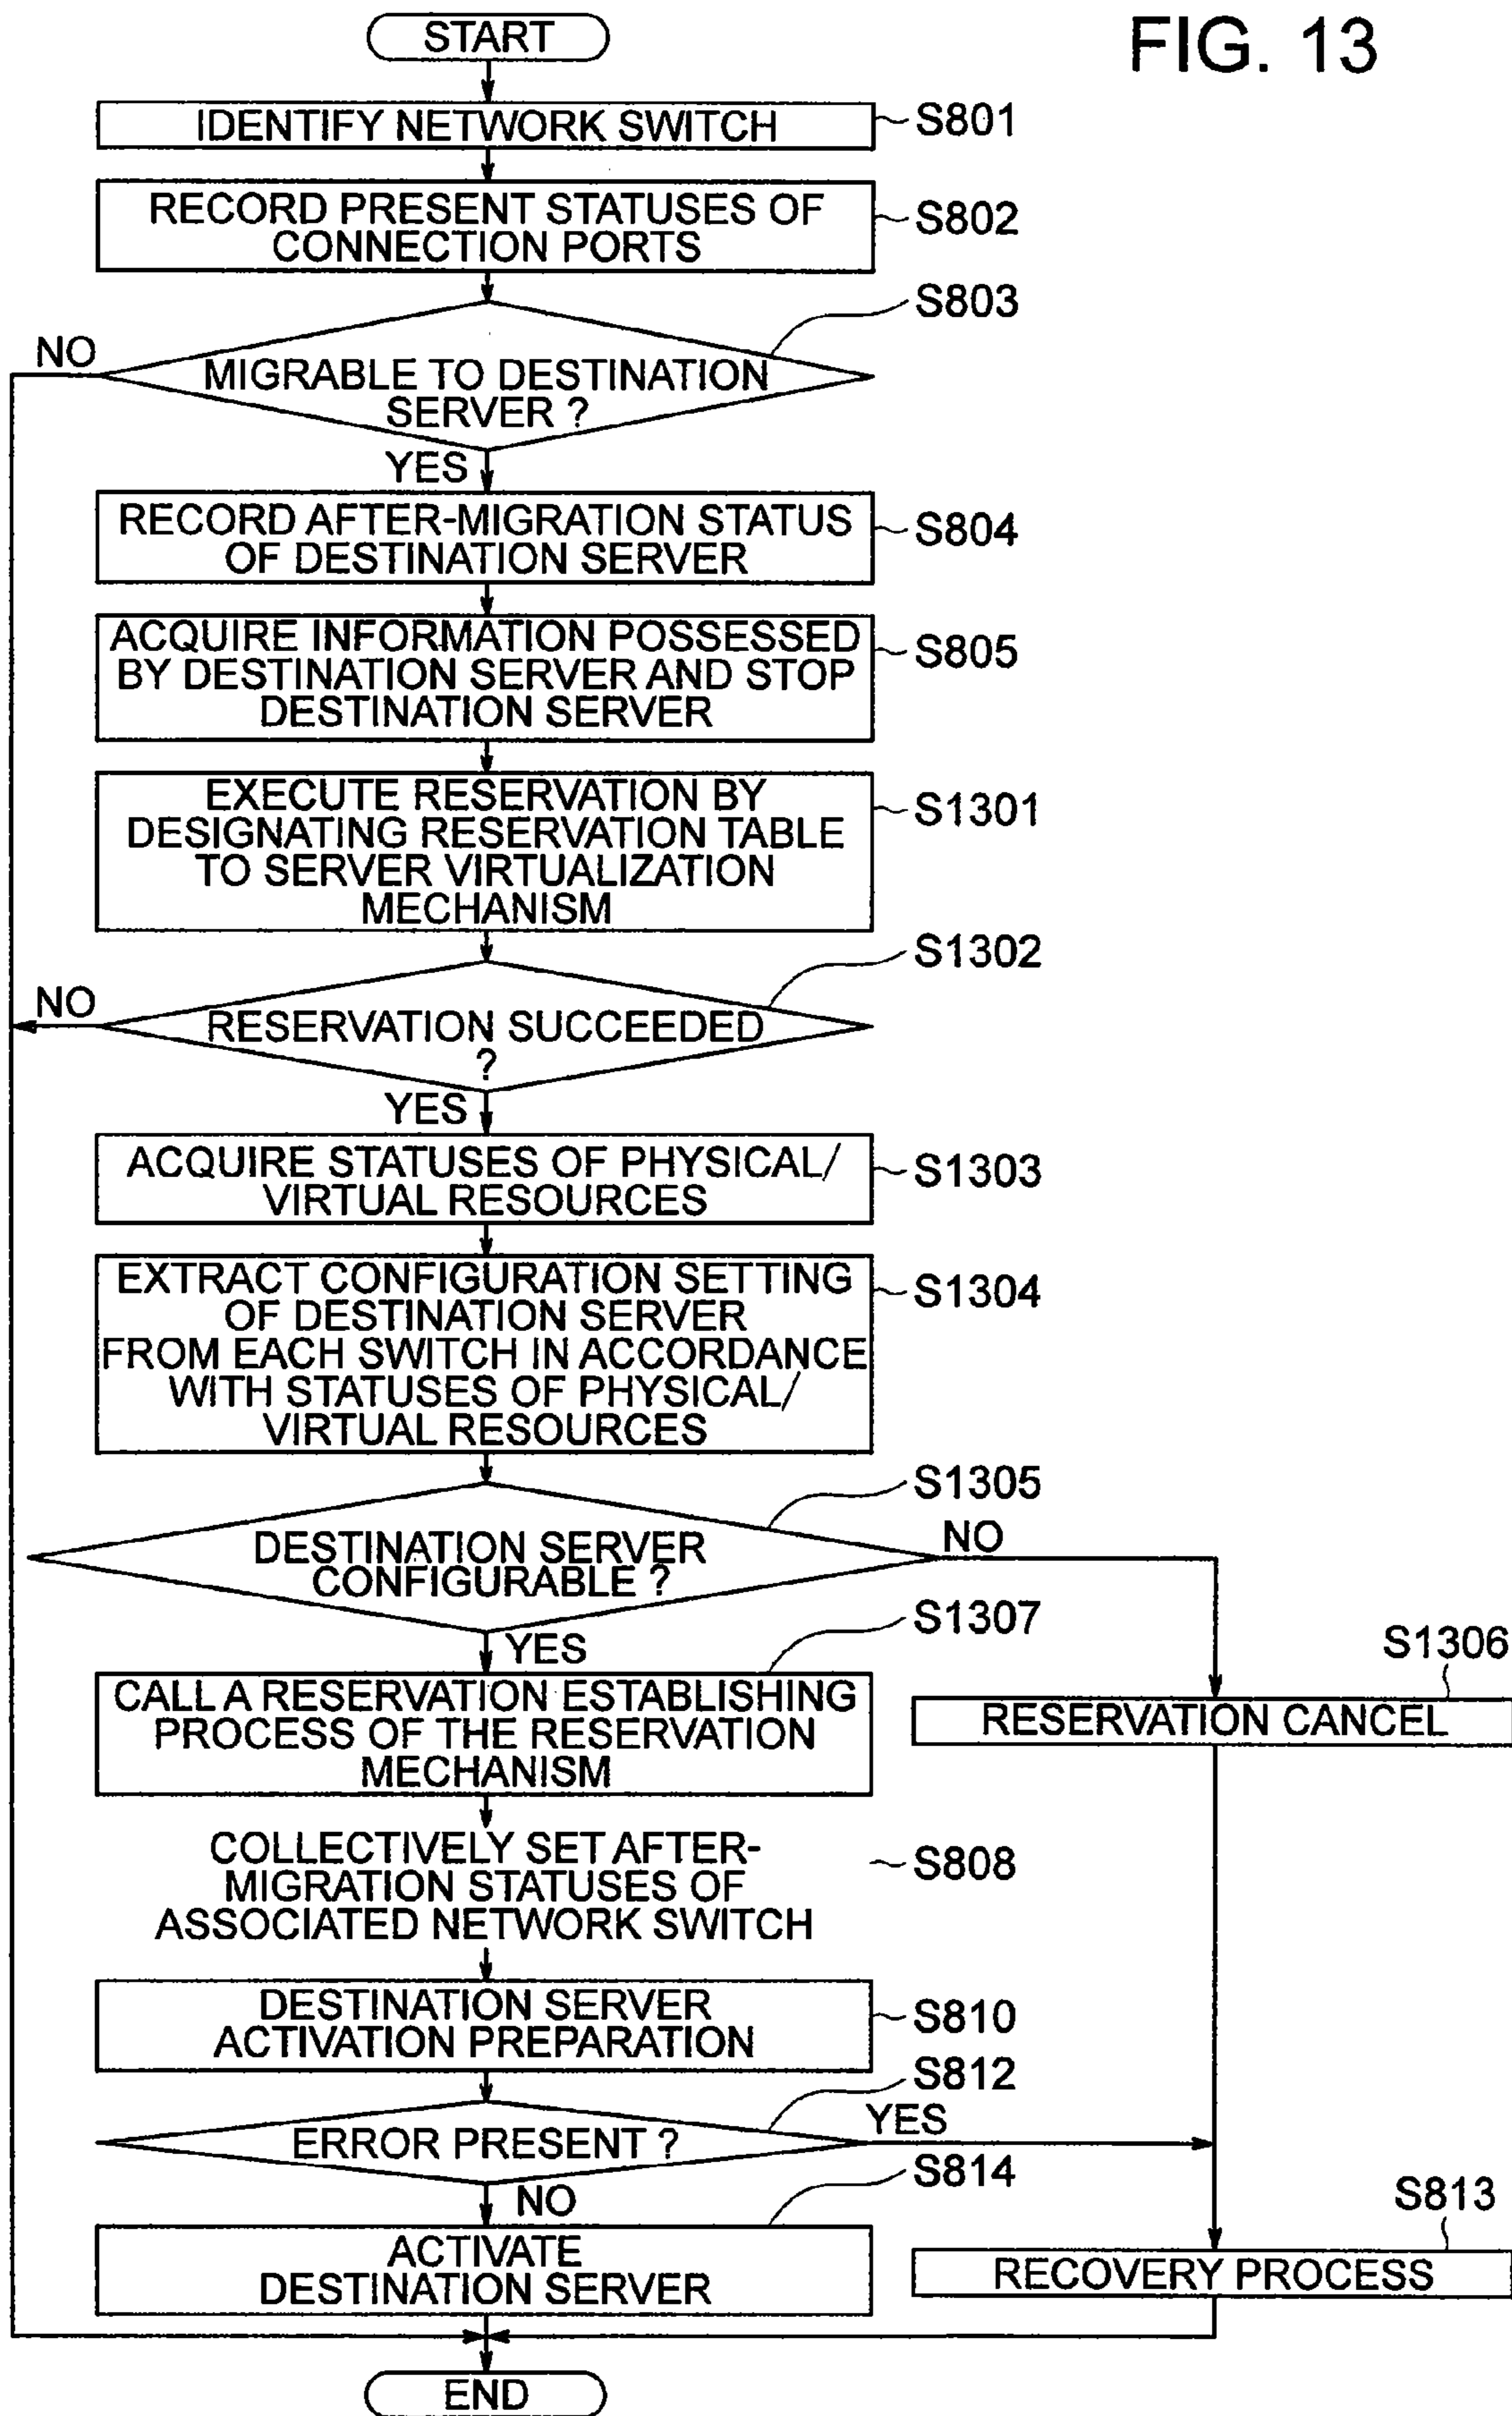 FIG. 13
START
IDENTIFY NETWORK SWITCH
S801
RECORD PRESENT STATUSES OF
CONNECTION PORTS
S802
S803
NO
MIGRABLE TO DESTINATION
SERVER ?
YES
RECORD AFTER-MIGRATION STATUS
OF DESTINATION SERVER
S804
ACQUIRE INFORMATION POSSESSED
BY DESTINATION SERVER AND STOP
DESTINATION SERVER
S805
EXECUTE RESERVATION BY
DESIGNATING RESERVATION TABLE
TO SERVER VIRTUALIZATION
MECHANISM
S1301
S1302
NO
RESERVATION SUCCEEDED
?
YES
ACQUIRE STATUSES OF PHYSICAL/
VIRTUAL RESOURCES
S1303
EXTRACT CONFIGURATION SETTING
OF DESTINATION SERVER
FROM EACH SWITCH IN ACCORDANCE
WITH STATUSES OF PHYSICAL/
VIRTUAL RESOURCES
S1304
S1305
DESTINATION SERVER
CONFIGURABLE ?
NO
S1307
YES
S1306
CALL A RESERVATION ESTABLISHING
PROCESS OF THE RESERVATION
MECHANISM
RESERVATION CANCEL
COLLECTIVELY SET AFTER-
MIGRATION STATUSES OF
ASSOCIATED NETWORK SWITCH
S808
DESTINATION SERVER
ACTIVATION PREPARATION
S810
S812
ERROR PRESENT ?
YES
S814
NO
S813
ACTIVATE
DESTINATION SERVER
RECOVERY PROCESS
END